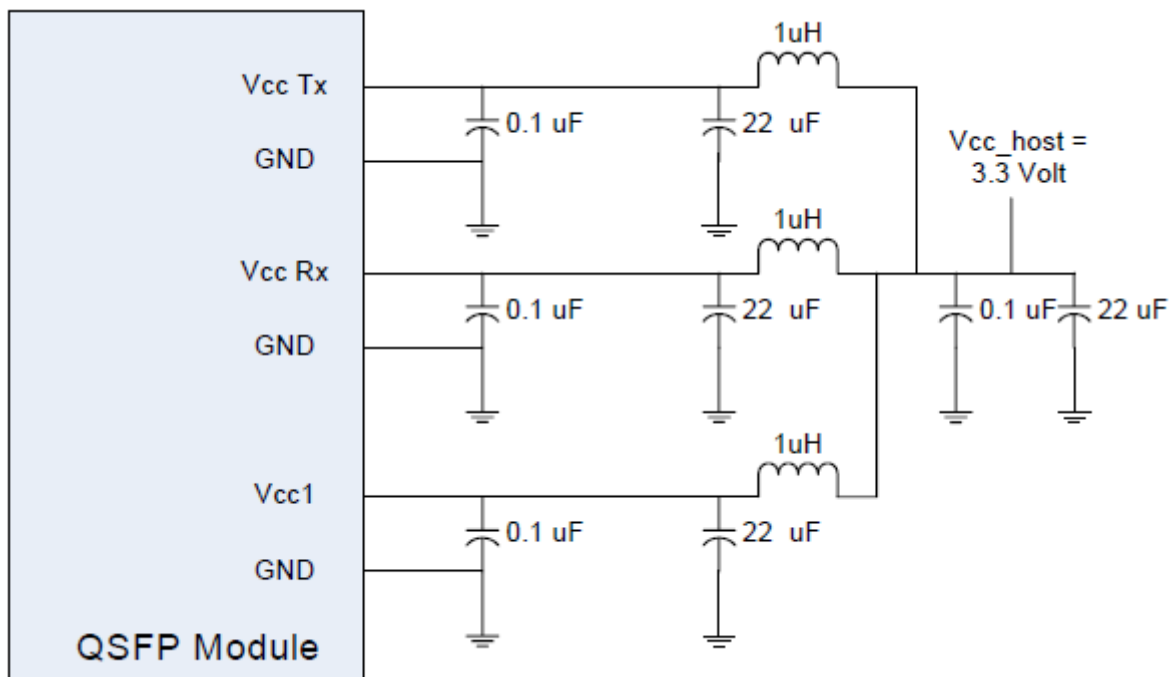 1uH
Vcc Tx
0.1 uF
22 uF
GND
Vcc_host =
3.3 Volt
1uH
Vcc Rx
0.1 uF
22 uF
0.1 uF
22 uF
GND
1uH
Vcc1
0.1 uF
22 uF
GND
QSFP Module